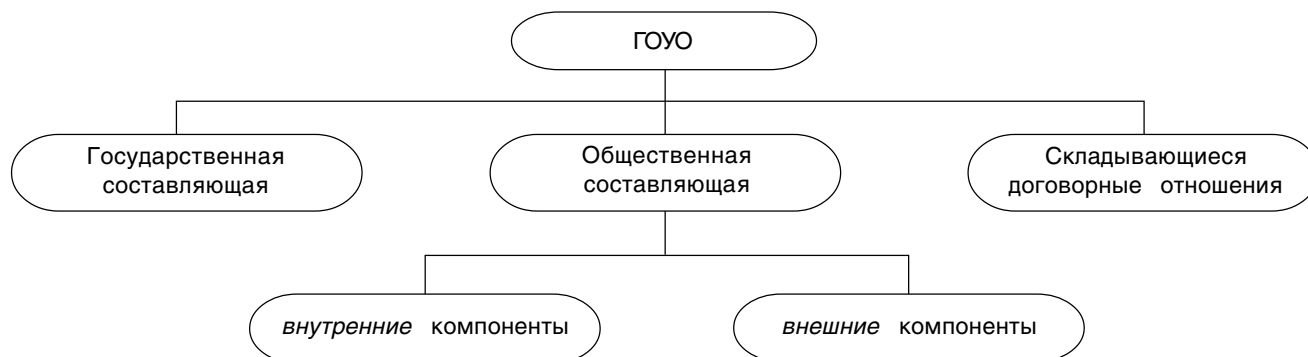 ГОУО
Государственная
составляющая
Общественная
составляющая
Складывающиеся
договорные отношения
внутренние компоненты
внешние компоненты